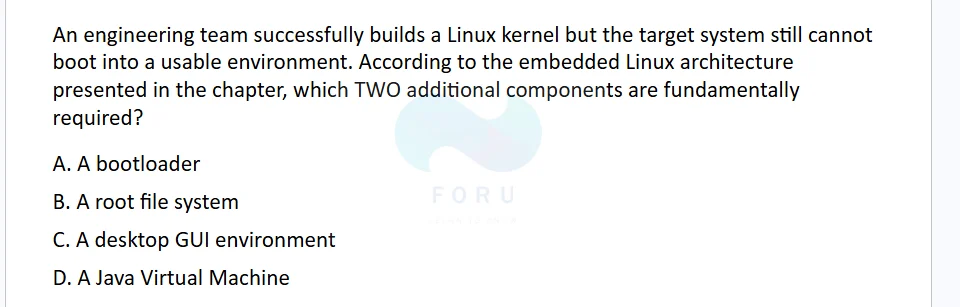 An engineering team successfully builds a Linux kernel but the target system still cannot
boot into a usable environment. According to the embedded Linux architecture
presented in the chapter, which TWO additional components are fundamentally
required?
A. A bootloader
B. A root file system
FORU
C. A desktop GUI environment
D. A Java Virtual Machine